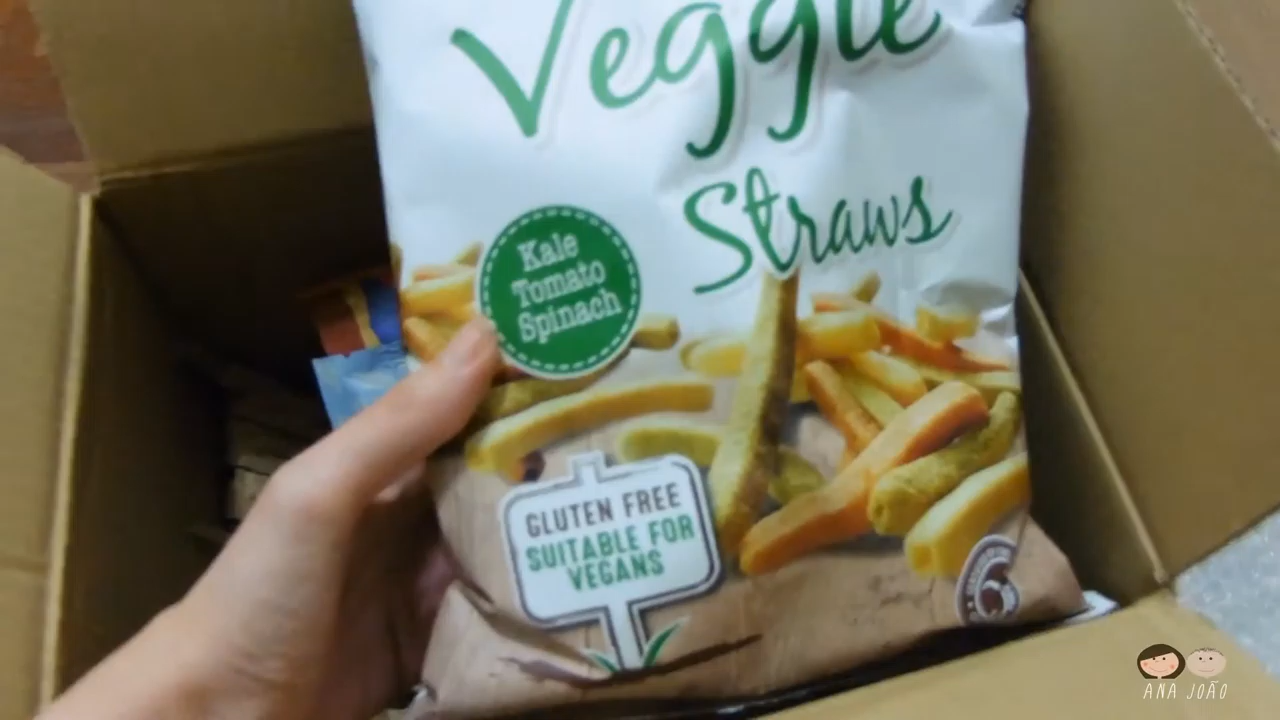 Veggie
Straws
Kale
Tomato
Spinach
GLUTEN FREE
SUITABLE FOR
VEGANS
ANA JOÃO